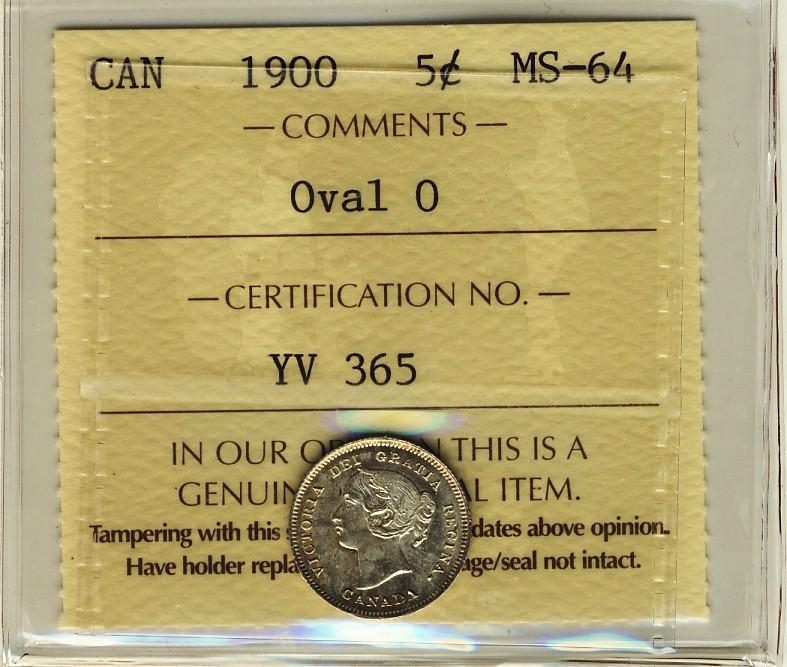 CAN 1900 5¢ MS-64
— COMMENTS —
Oval 0
— CERTIFICATION NO. —
YV 365
IN OUR OP N THIS IS A
GENUIN AL ITEM.
Tampering with this s dates above opinion.
Have holder repla age/seal not intact.
VICTORIA DEI GRATIA REGINA.
CANADA